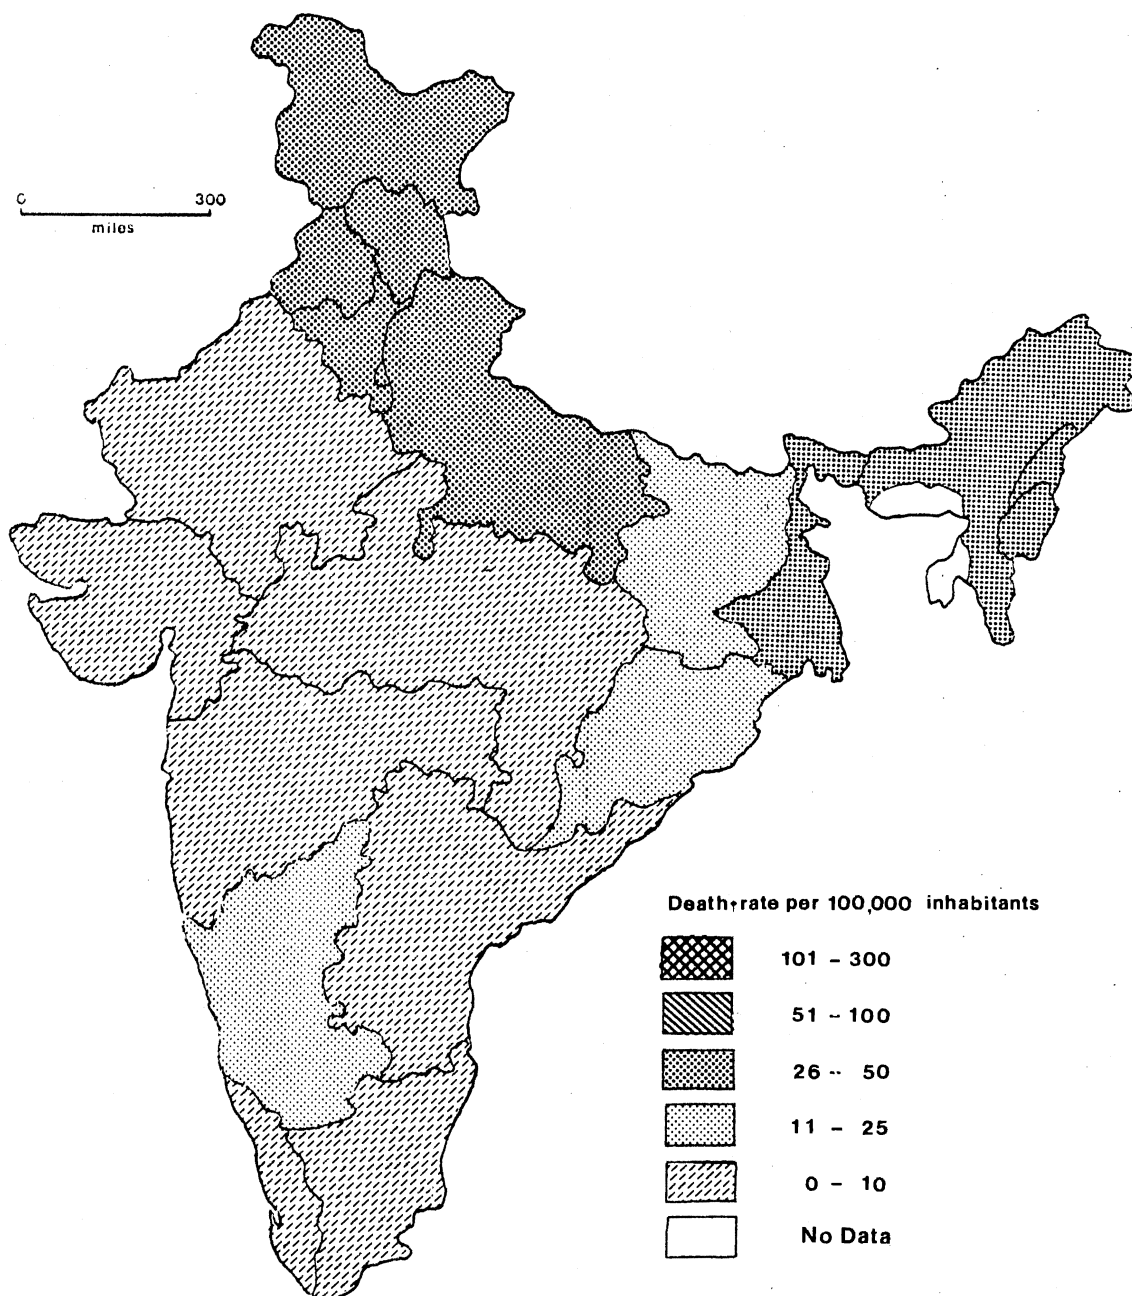 0 300
miles
Death rate per 100,000 inhabitants
101 - 300
51 - 100
26 - 50
11 - 25
0 - 10
No Data